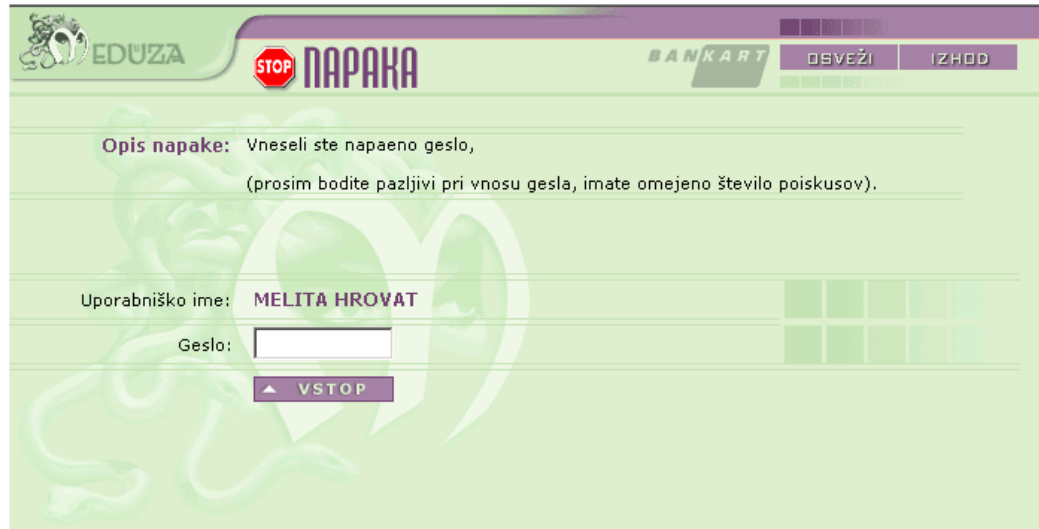 MEDUZA
STOP NAPAKA
BANKART
OSVEŽI IZHOD
Opis napake: Vneseli ste napaeno geslo,
(prosim bodite pazljivi pri vnosu gesla, imate omejeno število poiskusov).
Uporabniško ime: MELITA HROVAT
Geslo:
VSTOP